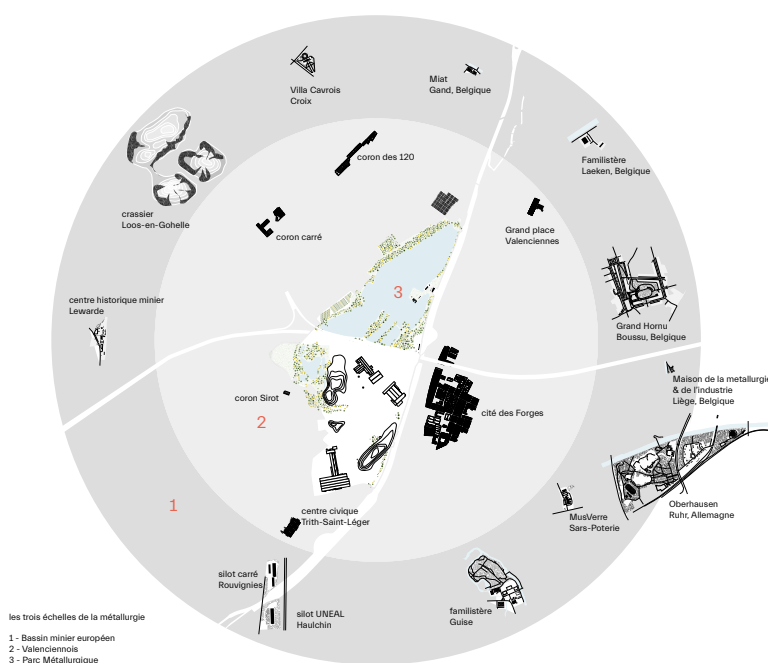 Villa Cavrois
Croix
Miat
Gand, Belgique
coron des 120
Familistère
Laeken, Belgique
crassier
Loos-en-Gohelle
coron carré
Grand place
Valenciennes
3
centre historique minier
Lewarde
Grand Hornu
Boussu, Belgique
Maison de la metallurgie
& de l'industrie
Liège, Belgique
coron Sirot
2
cité des Forges
1
centre civique
Trith-Saint-Léger
MusVerre
Sars-Poterie
Oberhausen
Ruhr, Allemagne
silot carré
Rouvignies
silot UNEAL
Haulchin
familistère
Guise
les trois échelles de la métallurgie
1 - Bassin minier européen
2 - Valenciennois
3 - Parc Métallurgique